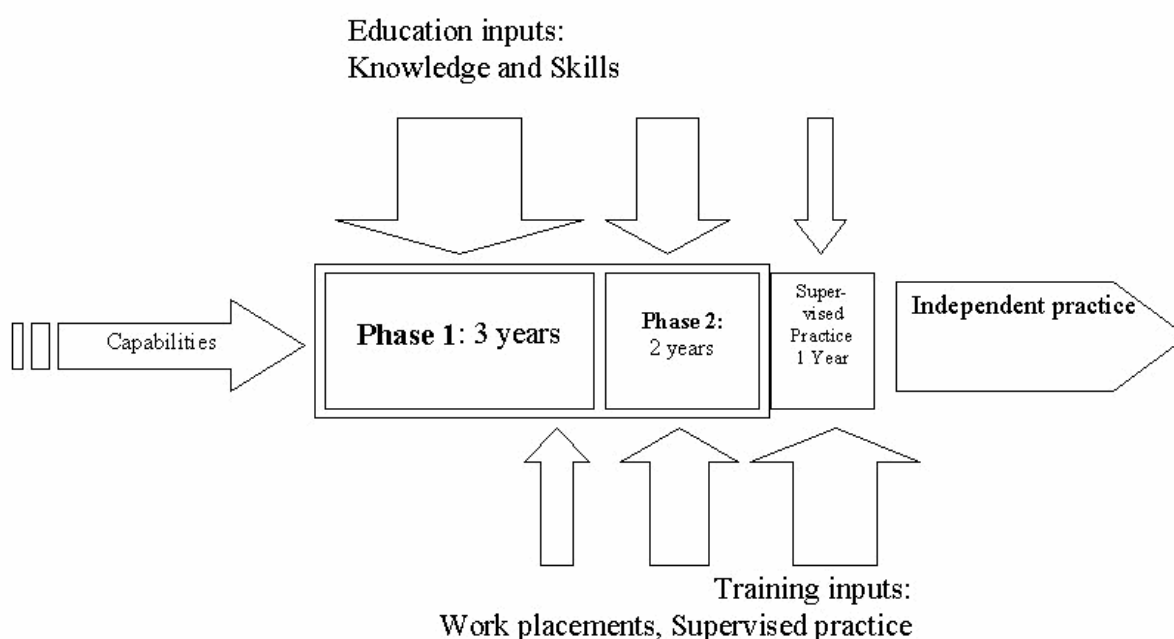 Education inputs:
Knowledge and Skills
Capabilities
Phase 1: 3 years
Phase 2:
2 years
Super-
vised
Practice
1 Year
Independent practice
Training inputs:
Work placements, Supervised practice